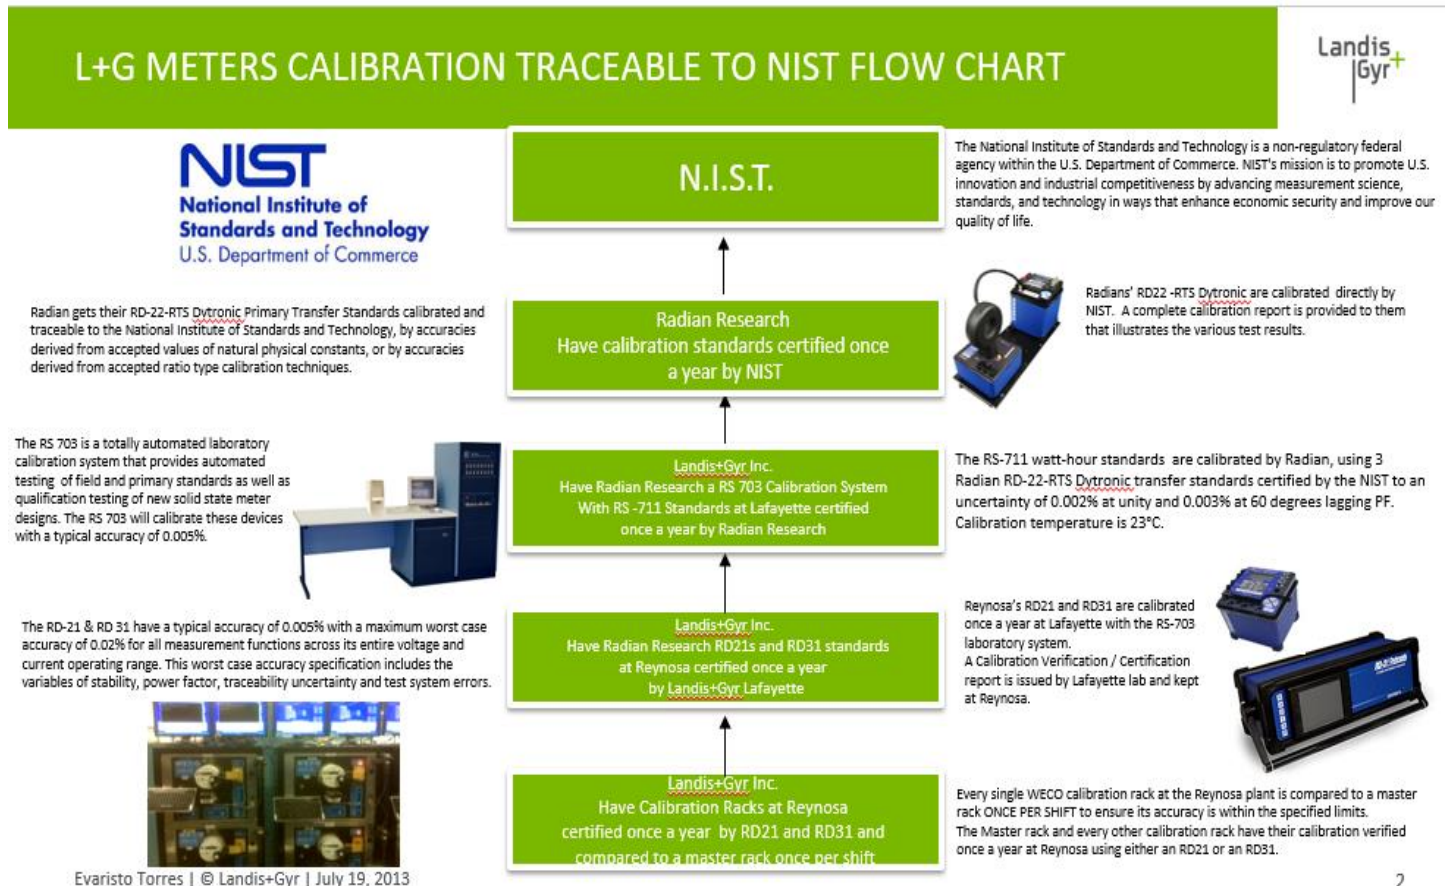 L+G METERS CALIBRATION TRACEABLE TO NIST FLOW CHART
Landis
|Gyr+
NIST
National Institute of
Standards and Technology
U.S. Department of Commerce
N.I.S.T.
The National Institute of Standards and Technology is a non-regulatory federal
agency within the U.S. Department of Commerce. NIST's mission is to promote U.S.
innovation and industrial competitiveness by advancing measurement science,
standards, and technology in ways that enhance economic security and improve our
quality of life.
Radian gets their RD-22-RTS Dytronic Primary Transfer Standards calibrated and
traceable to the National Institute of Standards and Technology, by accuracies
derived from accepted values of natural physical constants, or by accuracies
derived from accepted ratio type calibration techniques.
Radian Research
Have calibration standards certified once
a year by NIST
Radians' RD22 -RTS Dytronic are calibrated directly by
NIST. A complete calibration report is provided to them
that illustrates the various test results.
The RS 703 is a totally automated laboratory
calibration system that provides automated
testing of field and primary standards as well as
qualification testing of new solid state meter
designs. The RS 703 will calibrate these devices
with a typical accuracy of 0.005%.
Landis+Gyr Inc.
Have Radian Research a RS 703 Calibration System
With RS -711 Standards at Lafayette certified
once a year by Radian Research
The RS-711 watt-hour standards are calibrated by Radian, using 3
Radian RD-22-RTS Dytronic transfer standards certified by the NIST to an
uncertainty of 0.002% at unity and 0.003% at 60 degrees lagging PF.
Calibration temperature is 23°C.
The RD-21 & RD 31 have a typical accuracy of 0.005% with a maximum worst case
accuracy of 0.02% for all measurement functions across its entire voltage and
current operating range. This worst case accuracy specification includes the
variables of stability, power factor, traceability uncertainty and test system errors.
Landis+Gyr Inc.
Have Radian Research RD21s and RD31 standards
at Reynosa certified once a year
by Landis+Gyr Lafayette
Reynosa's RD21 and RD31 are calibrated
once a year at Lafayette with the RS-703
laboratory system.
A Calibration Verification / Certification
report is issued by Lafayette lab and kept
at Reynosa.
Landis+Gyr Inc.
Have Calibration Racks at Reynosa
certified once a year by RD21 and RD31 and
compared to a master rack once per shift
Every single WECO calibration rack at the Reynosa plant is compared to a master
rack ONCE PER SHIFT to ensure its accuracy is within the specified limits.
The Master rack and every other calibration rack have their calibration verified
once a year at Reynosa using either an RD21 or an RD31.
Evaristo Torres | © Landis+Gyr | July 19, 2013
2